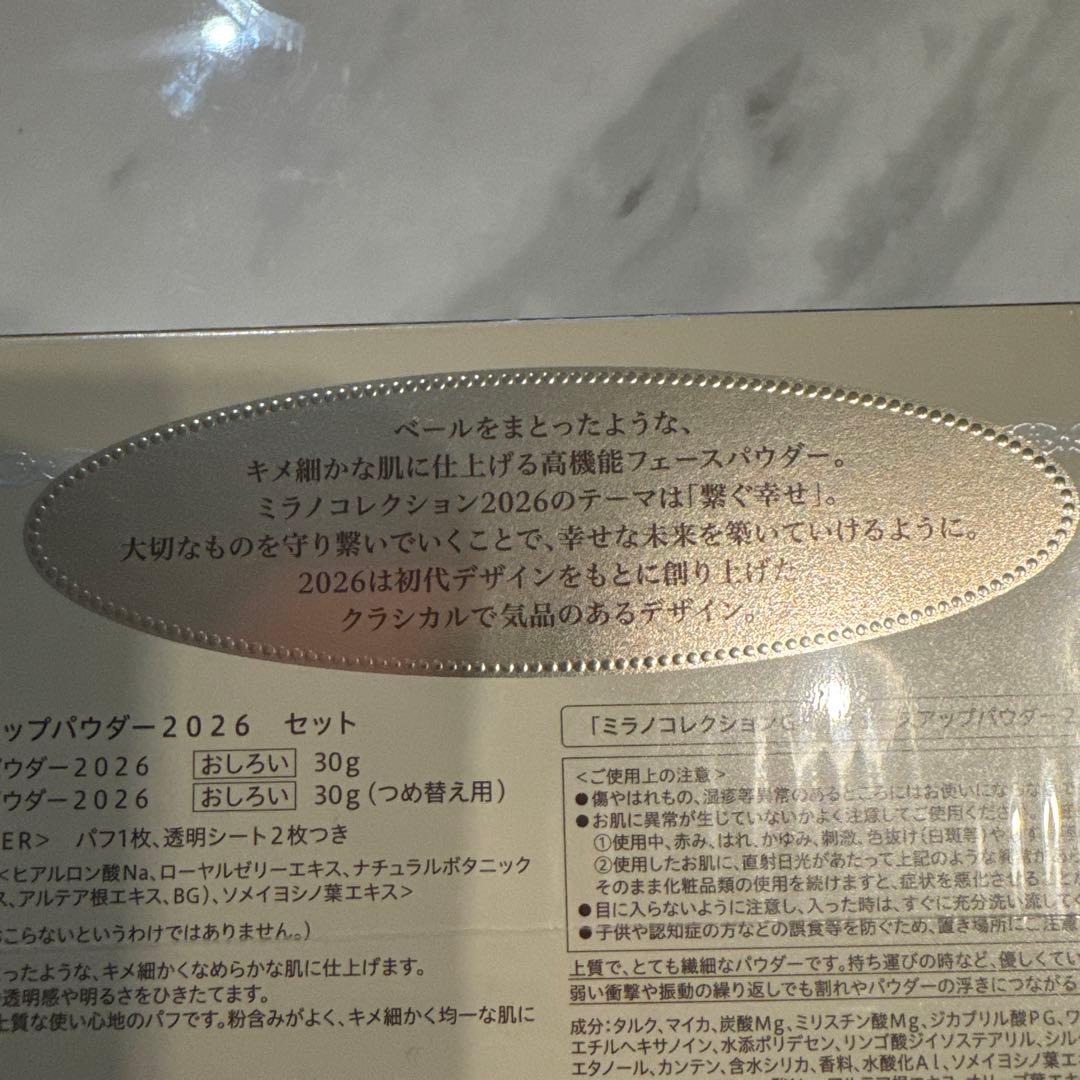 ベールをまとったような、
キメ細かな肌に仕上げる高機能フェースパウダー。
ミラノコレクション2026のテーマは「繋ぐ幸せ」。
大切なものを守り繋いでいくことで、幸せな未来を築いていけるように。
2026は初代デザインをもとに創り上げた
クラシカルで気品のあるデザイン。
ップパウダー2026 セット
パウダー2026 おしろい 30g
パウダー2026 おしろい 30g(つめ替え用)
ER> パフ1枚、透明シート2枚つき
<ヒアルロン酸Na、ローヤルゼリーエキス、ナチュラルボタニック
ス、アルテア根エキス、BG)、ソメイヨシノ葉エキス>
こらないというわけではありません。)
とったような、キメ細かくなめらかな肌に仕上げます。
透明感や明るさをひきたてます。
上質な使い心地のパフです。粉含みがよく、キメ細かく均一な肌に
「ミラノコレクションG スアップパウダー2
<ご使用上の注意>
●傷やはれもの、湿疹等異常のあるところにはお使いにならないで
●お肌に異常が生じていないかよく注意してご使用ください。
①使用中、赤み、はれ、かゆみ、刺激、色抜け(白斑等)や
②使用したお肌に、直射日光があたって上記のような異常が
そのまま化粧品類の使用を続けますと、症状を悪化させること
●目に入らないように注意し、入った時は、すぐに充分洗い流してく
●子供や認知症の方などの誤食等を防ぐため、置き場所にご注意
上質で、とても繊細なパウダーです。持ち運びの時など、優しくてい
弱い衝撃や振動の繰り返しでも割れやパウダーの浮きにつながる
成分:タルク、マイカ、炭酸Mg、ミリスチン酸Mg、ジカプリル酸PG、ワ
エチルヘキサノイン、水添ポリデセン、リンゴ酸ジイソステアリル、シル
エタノール、カンテン、含水シリカ、香料、水酸化Al、ソメイヨシノ葉エ